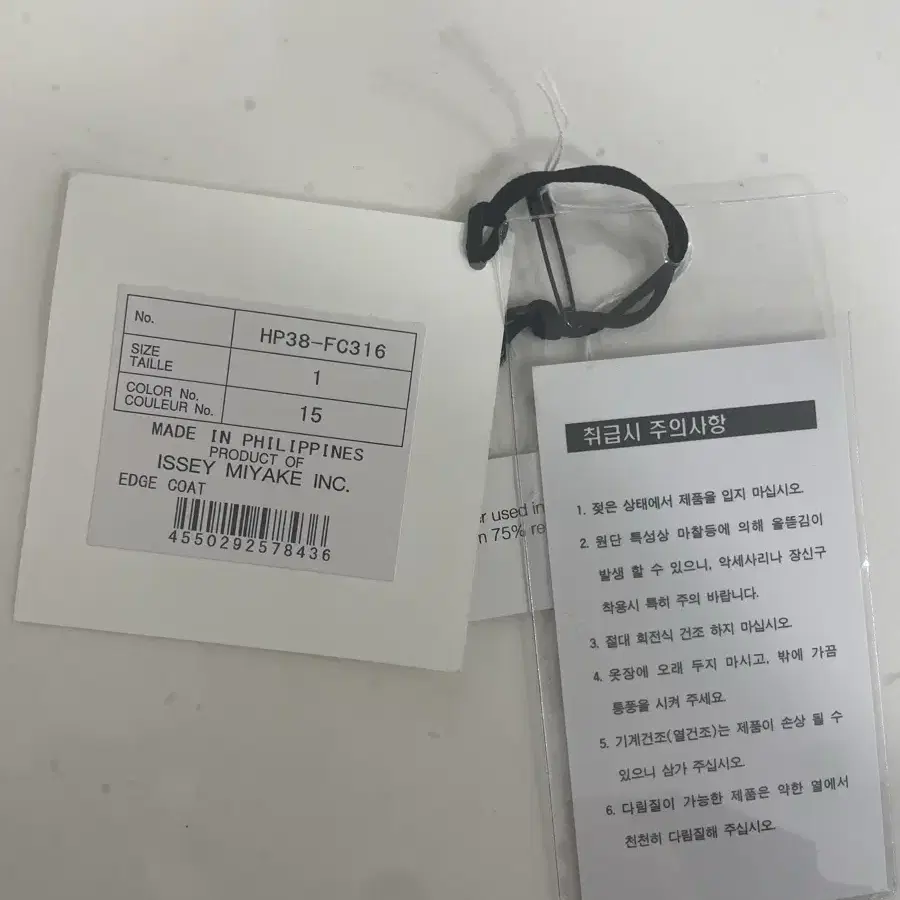 No. HP38-FC316
SIZE
TAILLE 1
COLOR No.
COULEUR No. 15
MADE IN PHILIPPINES
PRODUCT OF
ISSEY MIYAKE INC.
EDGE COAT
4550292578436
used in
75%
취급시 주의사항
1. 젖은 상태에서 제품을 입지 마십시오.
2. 원단 특성상 마찰등에 의해 올뜯김이
발생 할 수 있으니, 악세사리나 장신구
착용시 특히 주의 바랍니다.
3. 절대 회전식 건조 하지 마십시오.
4. 옷장에 오래 두지 마시고, 밖에 가끔
통풍을 시켜 주세요.
5. 기계건조(열건조)는 제품이 손상 될 수
있으니 삼가 주십시오.
6. 다림질이 가능한 제품은 약한 열에서
천천히 다림질해 주십시오.